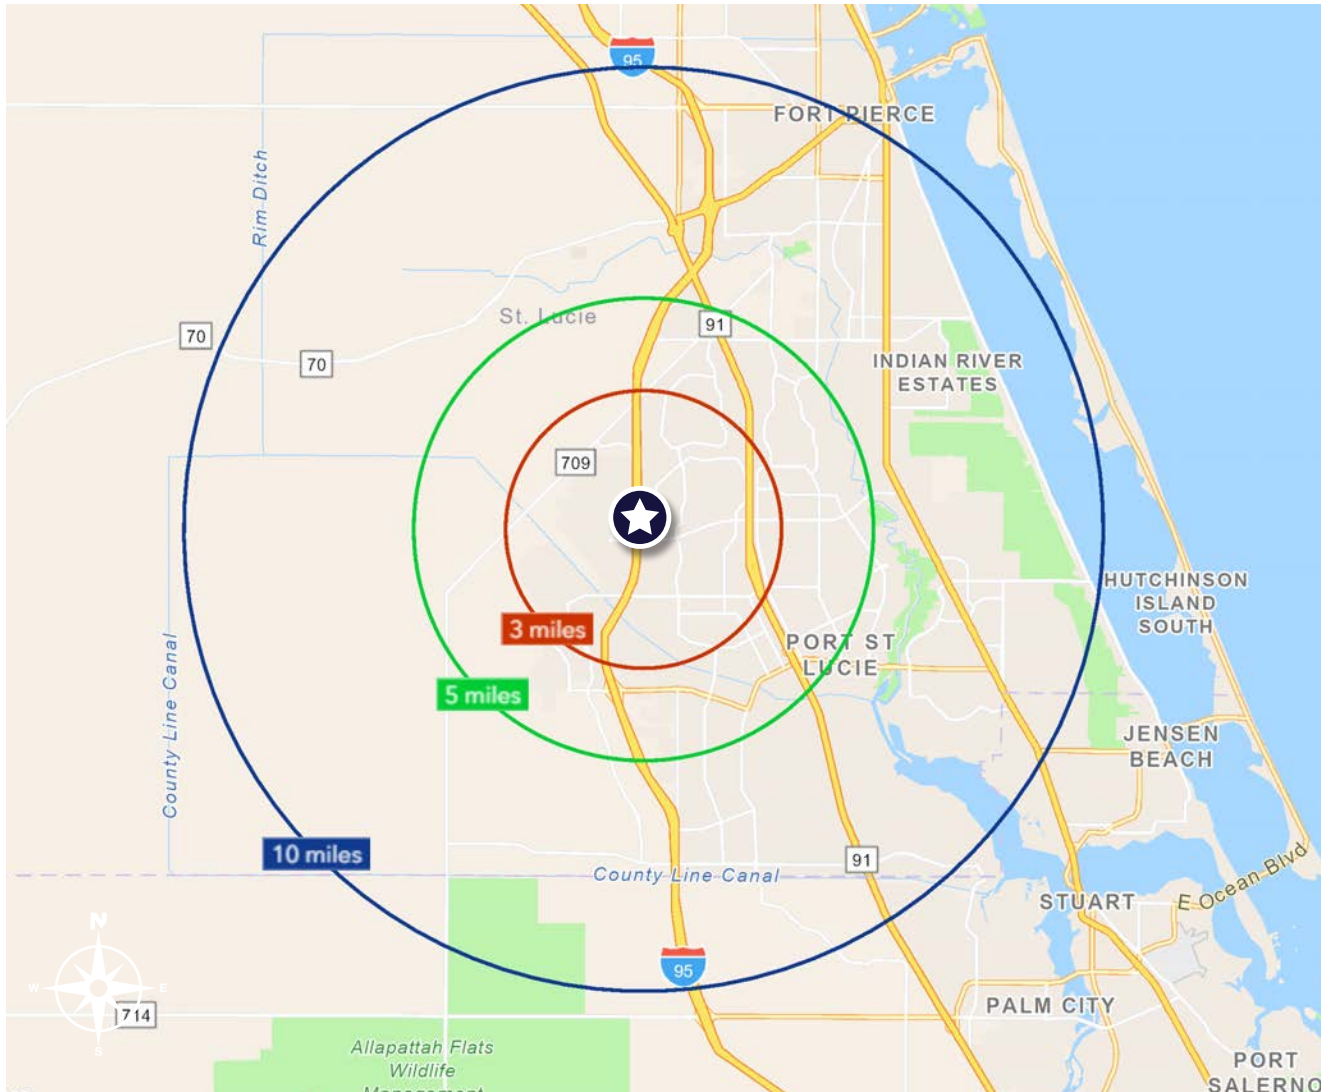 95
FORT PIERCE
Rim Ditch
St. Lucie
91
70
70
INDIAN RIVER
ESTATES
709
HUTCHINSON
ISLAND
SOUTH
3 miles
PORT ST
LUCIE
5 miles
County Line Canal
JENSEN
BEACH
10 miles
91
County Line Canal
E Ocean Blvd
STUART
N
W
E
S
95
714
PALM CITY
Allapattah Flats
Wildlife
Management
PORT
SALERNO